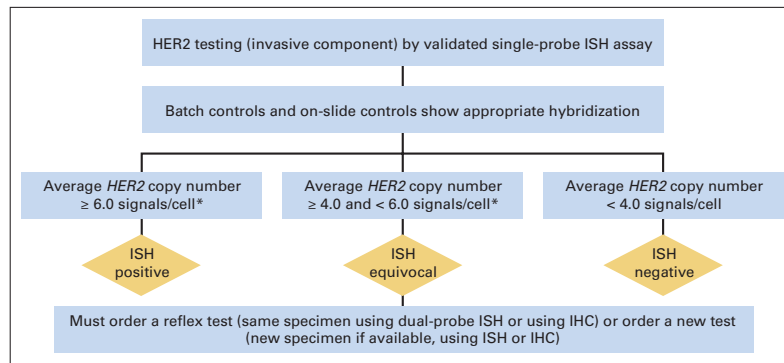 HER2 testing (invasive component) by validated single-probe ISH assay
Batch controls and on-slide controls show appropriate hybridization
Average HER2 copy number
≥ 6.0 signals/cell*
Average HER2 copy number
≥ 4.0 and < 6.0 signals/cell*
Average HER2 copy number
< 4.0 signals/cell
ISH
positive
ISH
equivocal
ISH
negative
Must order a reflex test (same specimen using dual-probe ISH or using IHC) or order a new test
(new specimen if available, using ISH or IHC)